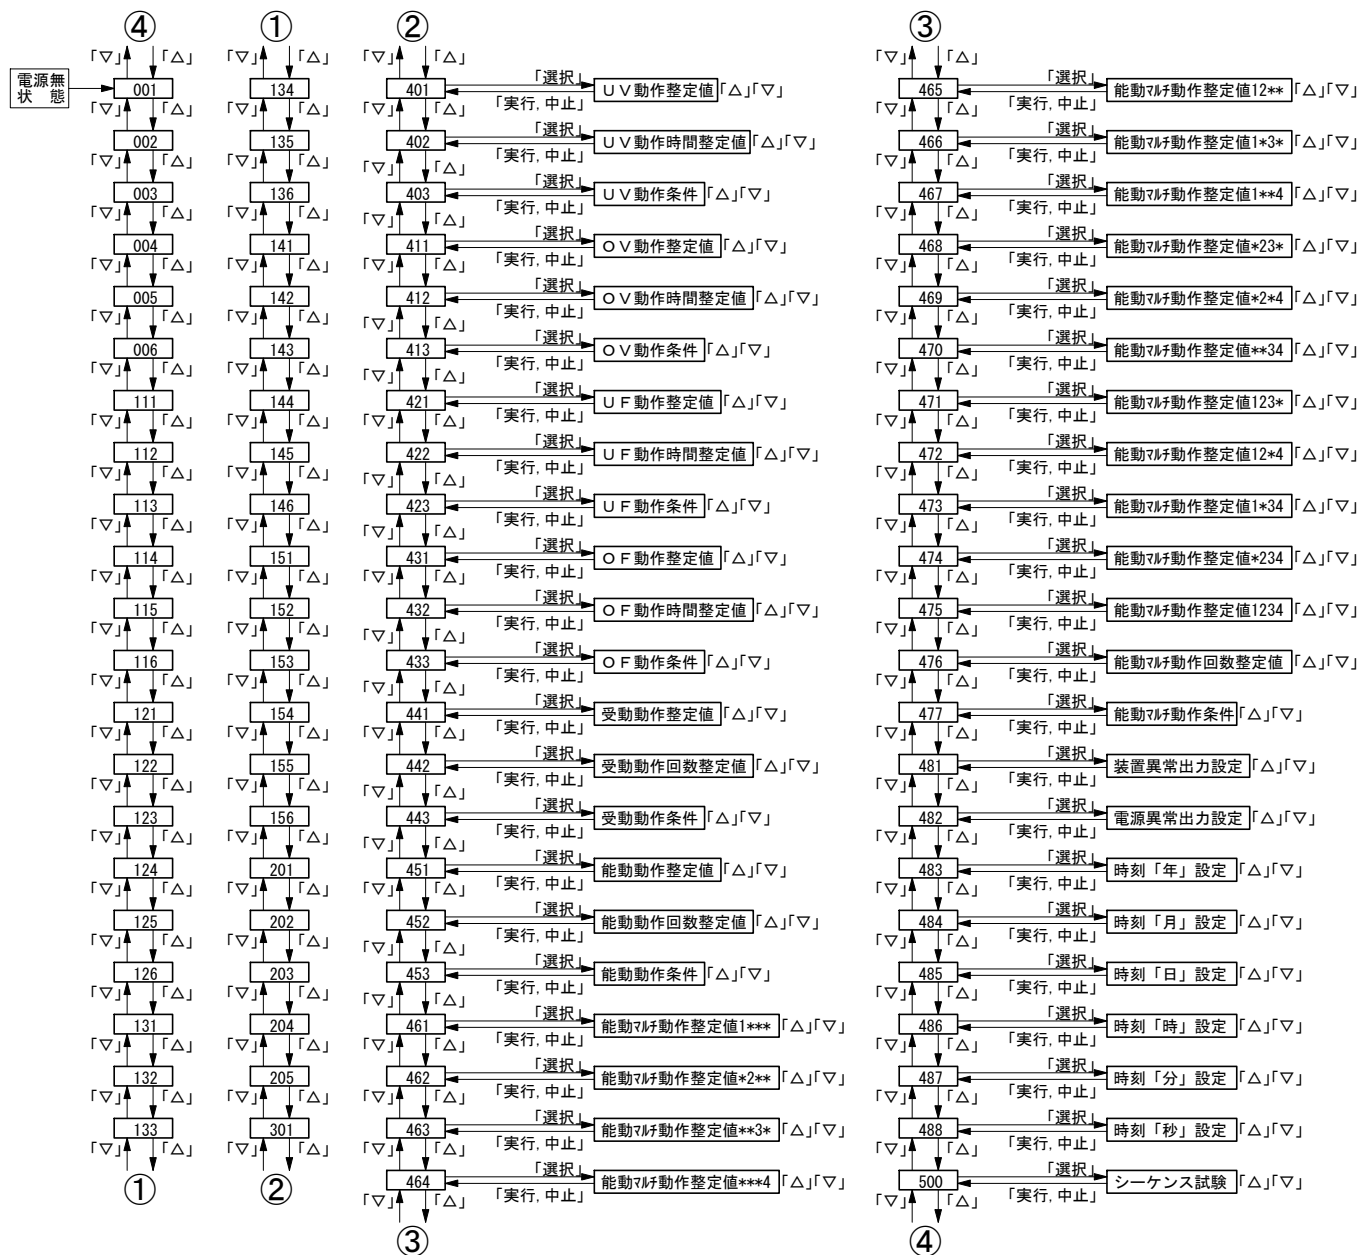 ④
「▽」「△」
電源無
状　態
001
「▽」「△」
002
「▽」「△」
003
「▽」「△」
004
「▽」「△」
005
「▽」「△」
006
「▽」「△」
111
「▽」「△」
112
「▽」「△」
113
「▽」「△」
114
「▽」「△」
115
「▽」「△」
116
「▽」「△」
121
「▽」「△」
122
「▽」「△」
123
「▽」「△」
124
「▽」「△」
125
「▽」「△」
126
「▽」「△」
131
「▽」「△」
132
「▽」「△」
133
「▽」「△」
①
①
「▽」「△」
134
「▽」「△」
135
「▽」「△」
136
「▽」「△」
141
「▽」「△」
142
「▽」「△」
143
「▽」「△」
144
「▽」「△」
145
「▽」「△」
146
「▽」「△」
151
「▽」「△」
152
「▽」「△」
153
「▽」「△」
154
「▽」「△」
155
「▽」「△」
156
「▽」「△」
201
「▽」「△」
202
「▽」「△」
203
「▽」「△」
204
「▽」「△」
205
「▽」「△」
301
「▽」「△」
②
②
「▽」「△」
401 「選択」 ＵＶ動作整定値「△」「▽」
「▽」「△」 「実行, 中止」
402 「選択」 ＵＶ動作時間整定値「△」「▽」
「▽」「△」 「実行, 中止」
403 「選択」 ＵＶ動作条件「△」「▽」
「▽」「△」 「実行, 中止」
411 「選択」 ＯＶ動作整定値「△」「▽」
「▽」「△」 「実行, 中止」
412 「選択」 ＯＶ動作時間整定値「△」「▽」
「▽」「△」 「実行, 中止」
413 「選択」 ＯＶ動作条件「△」「▽」
「▽」「△」 「実行, 中止」
421 「選択」 ＵＦ動作整定値「△」「▽」
「▽」「△」 「実行, 中止」
422 「選択」 ＵＦ動作時間整定値「△」「▽」
「▽」「△」 「実行, 中止」
423 「選択」 ＵＦ動作条件「△」「▽」
「▽」「△」 「実行, 中止」
431 「選択」 ＯＦ動作整定値「△」「▽」
「▽」「△」 「実行, 中止」
432 「選択」 ＯＦ動作時間整定値「△」「▽」
「▽」「△」 「実行, 中止」
433 「選択」 ＯＦ動作条件「△」「▽」
「▽」「△」 「実行, 中止」
441 「選択」 受動動作整定値「△」「▽」
「▽」「△」 「実行, 中止」
442 「選択」 受動動作回数整定値「△」「▽」
「▽」「△」 「実行, 中止」
443 「選択」 受動動作条件「△」「▽」
「▽」「△」 「実行, 中止」
451 「選択」 能動動作整定値「△」「▽」
「▽」「△」 「実行, 中止」
452 「選択」 能動動作回数整定値「△」「▽」
「▽」「△」 「実行, 中止」
453 「選択」 能動動作条件「△」「▽」
「▽」「△」 「実行, 中止」
461 「選択」 能動ﾏﾙﾁ動作整定値1***「△」「▽」
「▽」「△」 「実行, 中止」
462 「選択」 能動ﾏﾙﾁ動作整定値*2**「△」「▽」
「▽」「△」 「実行, 中止」
463 「選択」 能動ﾏﾙﾁ動作整定値**3*「△」「▽」
「▽」「△」 「実行, 中止」
464 「選択」 能動ﾏﾙﾁ動作整定値***4「△」「▽」
「▽」「△」 「実行, 中止」
③
③
「▽」「△」
465 「選択」 能動ﾏﾙﾁ動作整定値12**「△」「▽」
「▽」「△」 「実行, 中止」
466 「選択」 能動ﾏﾙﾁ動作整定値1*3*「△」「▽」
「▽」「△」 「実行, 中止」
467 「選択」 能動ﾏﾙﾁ動作整定値1**4「△」「▽」
「▽」「△」 「実行, 中止」
468 「選択」 能動ﾏﾙﾁ動作整定値*23*「△」「▽」
「▽」「△」 「実行, 中止」
469 「選択」 能動ﾏﾙﾁ動作整定値*2*4「△」「▽」
「▽」「△」 「実行, 中止」
470 「選択」 能動ﾏﾙﾁ動作整定値**34「△」「▽」
「▽」「△」 「実行, 中止」
471 「選択」 能動ﾏﾙﾁ動作整定値123*「△」「▽」
「▽」「△」 「実行, 中止」
472 「選択」 能動ﾏﾙﾁ動作整定値12*4「△」「▽」
「▽」「△」 「実行, 中止」
473 「選択」 能動ﾏﾙﾁ動作整定値1*34「△」「▽」
「▽」「△」 「実行, 中止」
474 「選択」 能動ﾏﾙﾁ動作整定値*234「△」「▽」
「▽」「△」 「実行, 中止」
475 「選択」 能動ﾏﾙﾁ動作整定値1234「△」「▽」
「▽」「△」 「実行, 中止」
476 「選択」 能動ﾏﾙﾁ動作回数整定値「△」「▽」
「▽」「△」 「実行, 中止」
477 「選択」 能動ﾏﾙﾁ動作条件「△」「▽」
「▽」「△」 「実行, 中止」
481 「選択」 装置異常出力設定「△」「▽」
「▽」「△」 「実行, 中止」
482 「選択」 電源異常出力設定「△」「▽」
「▽」「△」 「実行, 中止」
483 「選択」 時刻「年」設定「△」「▽」
「▽」「△」 「実行, 中止」
484 「選択」 時刻「月」設定「△」「▽」
「▽」「△」 「実行, 中止」
485 「選択」 時刻「日」設定「△」「▽」
「▽」「△」 「実行, 中止」
486 「選択」 時刻「時」設定「△」「▽」
「▽」「△」 「実行, 中止」
487 「選択」 時刻「分」設定「△」「▽」
「▽」「△」 「実行, 中止」
488 「選択」 時刻「秒」設定「△」「▽」
「▽」「△」 「実行, 中止」
500 「選択」 シーケンス試験「△」「▽」
「▽」「△」 「実行, 中止」
④